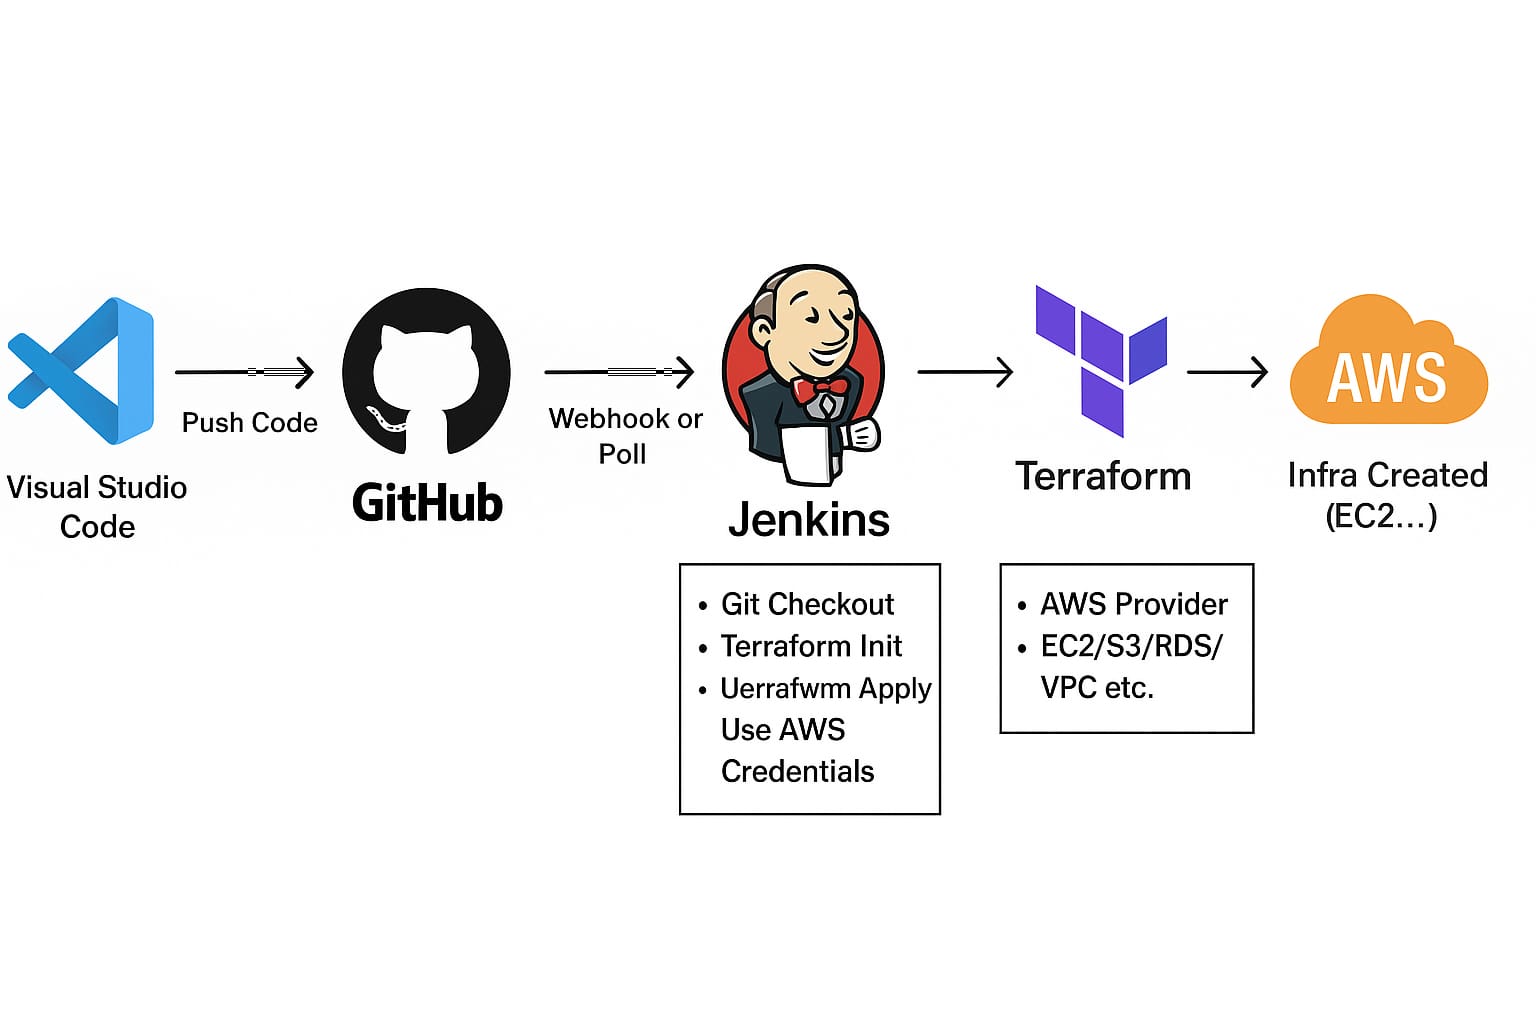 Push Code
Visual Studio
Code
GitHub
Webhook or
Poll
Jenkins
• Git Checkout
• Terraform Init
• Uerrafwm Apply
Use AWS
Credentials
Terraform
• AWS Provider
• EC2/S3/RDS/
VPC etc.
AWS
Infra Created
(EC2...)